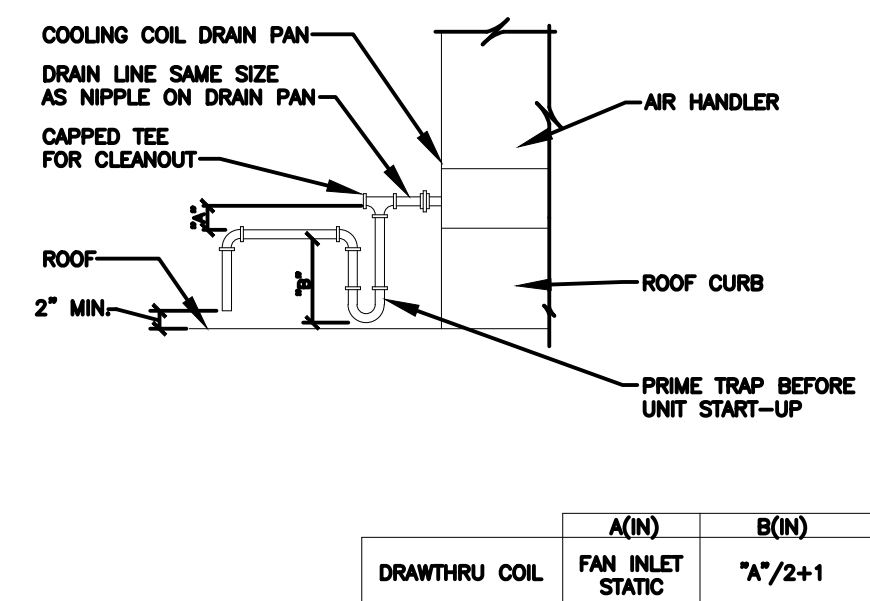 COOLING COIL DRAIN PAN
DRAIN LINE SAME SIZE
AS NIPPLE ON DRAIN PAN
CAPPED TEE
FOR CLEANOUT
AIR HANDLER
"A"
ROOF
"B"
2" MIN.
ROOF CURB
PRIME TRAP BEFORE
UNIT START-UP
A(IN) B(IN)
DRAWTHRU COIL
FAN INLET
STATIC
"A"/2+1